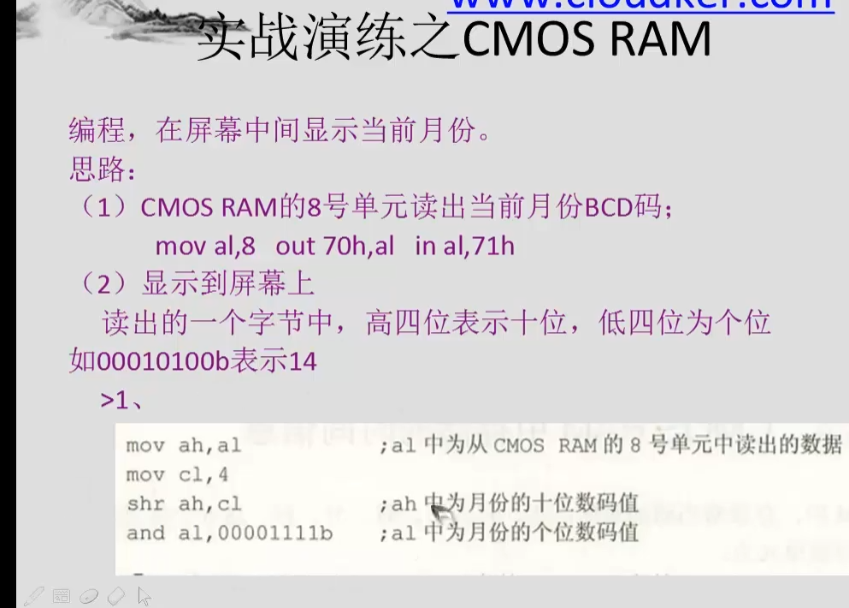 www.cloudker.com
实战演练之CMOS RAM
编程，在屏幕中间显示当前月份。
思路：
（1）CMOS RAM的8号单元读出当前月份BCD码；
mov al,8   out 70h,al   in al,71h
（2）显示到屏幕上
读出的一个字节中，高四位表示十位，低四位为个位
如00010100b表示14
>1、
mov ah,al ;al 中为从 CMOS RAM 的 8 号单元中读出的数据
mov cl,4
shr ah,cl ;ah 中为月份的十位数码值
and al,00001111b ;al 中为月份的个位数码值